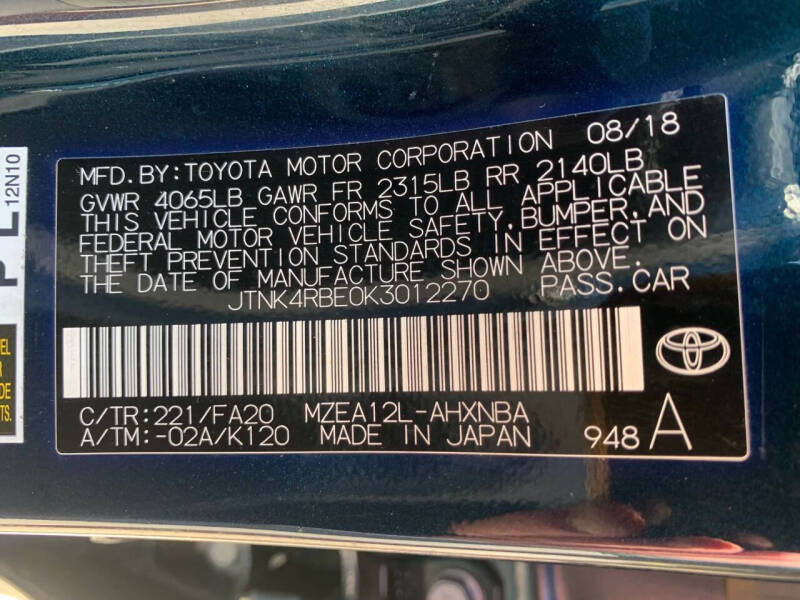 MFD.BY:TOYOTA MOTOR CORPORATION 08/18
GVWR 4065LB GAWR FR 2315LB RR 2140LB
THIS VEHICLE CONFORMS TO ALL APPLICABLE
FEDERAL MOTOR VEHICLE SAFETY,BUMPER,AND
THEFT PREVENTION STANDARDS IN EFFECT ON
THE DATE OF MANUFACTURE SHOWN ABOVE.
JTNK4RBE0K3012270 PASS.CAR
C/TR:221/FA20 MZEA12L-AHXNBA
A/TM:-02A/K120 MADE IN JAPAN 948 A
12N10